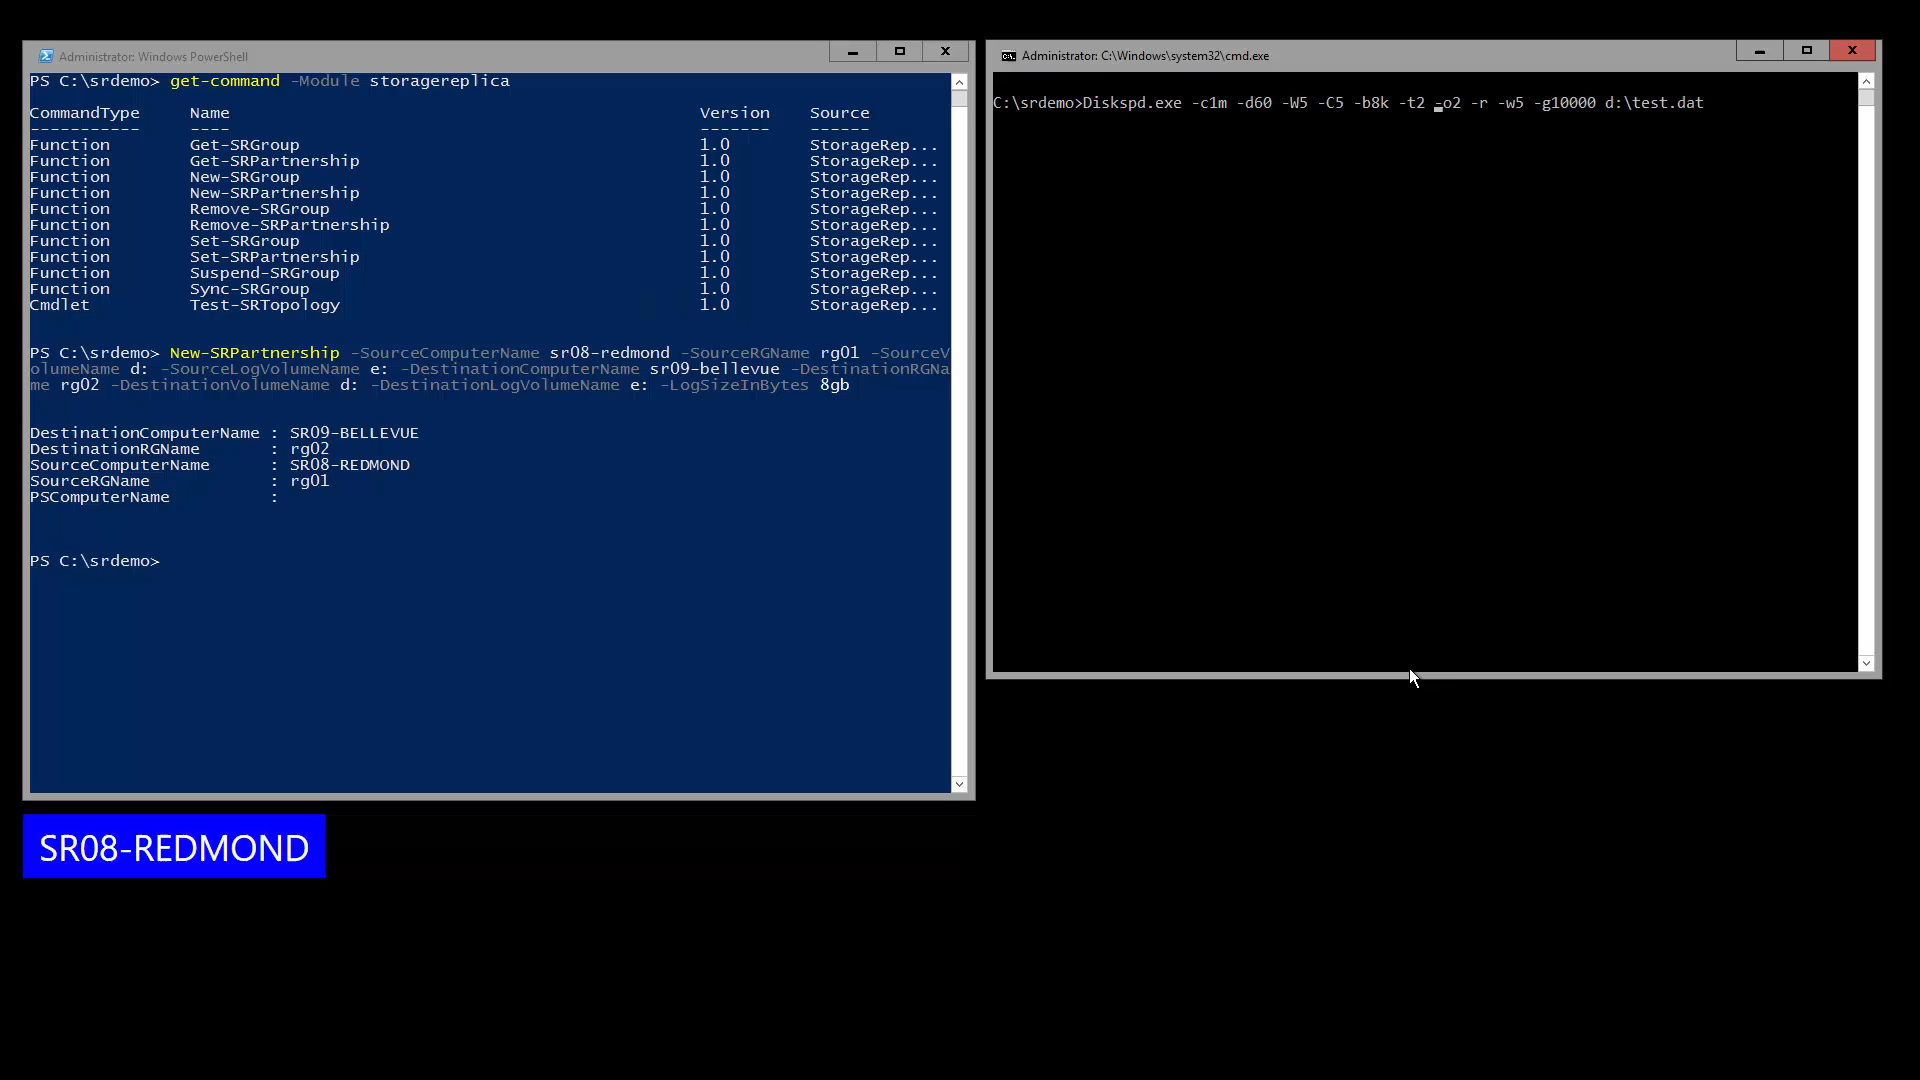 Administrator: Windows PowerShell
PS C:\srdemo> get-command -Module storagereplica
CommandType Name Version Source
----------- ---- ------- ------
Function Get-SRGroup 1.0 StorageRep...
Function Get-SRPartnership 1.0 StorageRep...
Function New-SRGroup 1.0 StorageRep...
Function New-SRPartnership 1.0 StorageRep...
Function Remove-SRGroup 1.0 StorageRep...
Function Remove-SRPartnership 1.0 StorageRep...
Function Set-SRGroup 1.0 StorageRep...
Function Set-SRPartnership 1.0 StorageRep...
Function Suspend-SRGroup 1.0 StorageRep...
Function Sync-SRGroup 1.0 StorageRep...
Cmdlet Test-SRTopology 1.0 StorageRep...
PS C:\srdemo> New-SRPartnership -SourceComputerName sr08-redmond -SourceRGName rg01 -SourceV
olumeName d: -SourceLogVolumeName e: -DestinationComputerName sr09-bellevue -DestinationRGNa
me rg02 -DestinationVolumeName d: -DestinationLogVolumeName e: -LogSizeInBytes 8gb
DestinationComputerName : SR09-BELLEVUE
DestinationRGName : rg02
SourceComputerName : SR08-REDMOND
SourceRGName : rg01
PSComputerName :
PS C:\srdemo>
SR08-REDMOND
Administrator: C:\Windows\system32\cmd.exe
C:\srdemo>Diskspd.exe -c1m -d60 -W5 -C5 -b8k -t2 -o2 -r -w5 -g10000 d:\test.dat